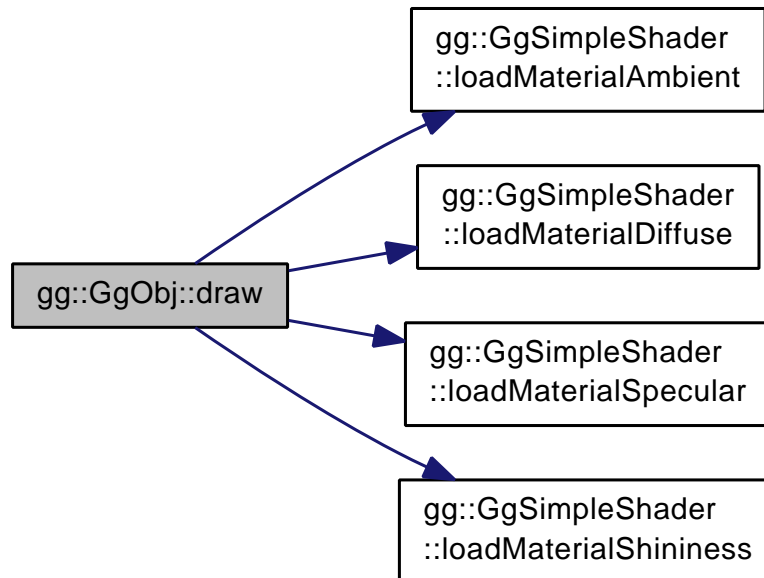 gg::GgSimpleShader
::loadMaterialAmbient
gg::GgSimpleShader
::loadMaterialDiffuse
gg::GgObj::draw
gg::GgSimpleShader
::loadMaterialSpecular
gg::GgSimpleShader
::loadMaterialShininess